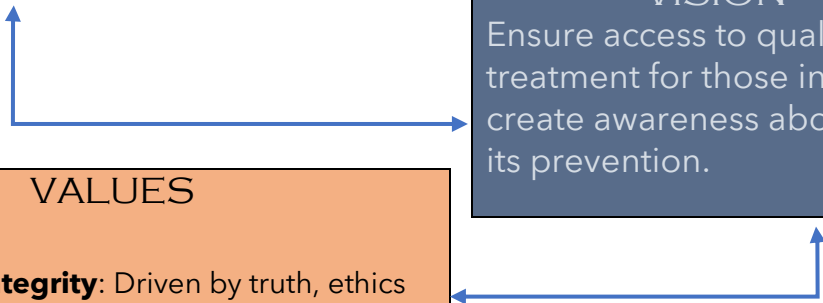 VISION
Ensure access to qual
treatment for those in
create awareness abo
its prevention.
VALUES
tegrity: Driven by truth, ethics